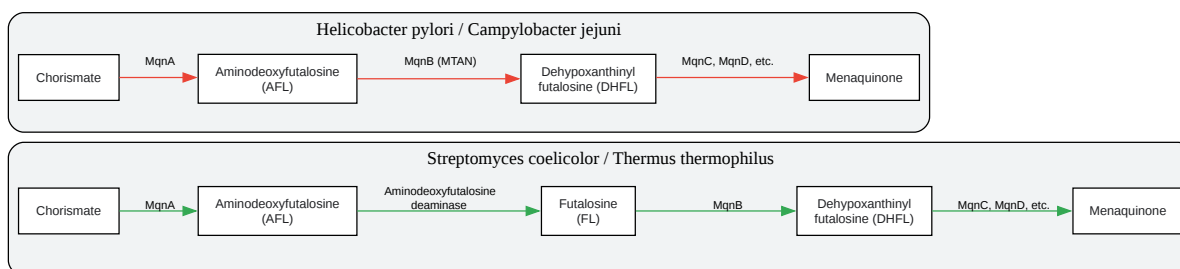 Helicobacter pylori / Campylobacter jejuni
Chorismate
MqnA
Aminodeoxyfutalosine
(AFL)
MqnB (MTAN)
Dehypoxanthinyl
futalosine (DHFL)
MqnC, MqnD, etc.
Menaquinone
Streptomyces coelicolor / Thermus thermophilus
Chorismate
MqnA
Aminodeoxyfutalosine
(AFL)
Aminodeoxyfutalosine
deaminase
Futalosine
(FL)
MqnB
Dehypoxanthinyl
futalosine (DHFL)
MqnC, MqnD, etc.
Menaquinone